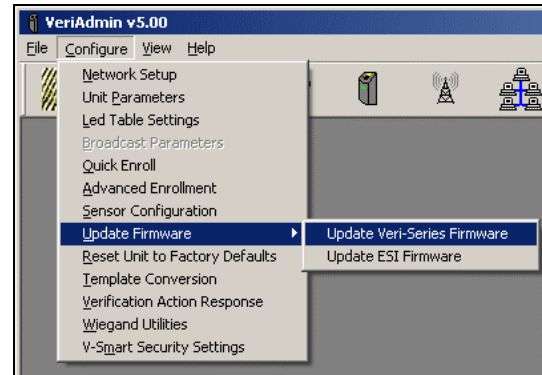 VeriAdmin v5.00
File Configure View Help
Network Setup
Unit Parameters
Led Table Settings
Broadcast Parameters
Quick Enroll
Advanced Enrollment
Sensor Configuration
Update Firmware
Update Veri-Series Firmware
Reset Unit to Factory Defaults
Update ESI Firmware
Template Conversion
Verification Action Response
Wiegand Utilities
V-Smart Security Settings